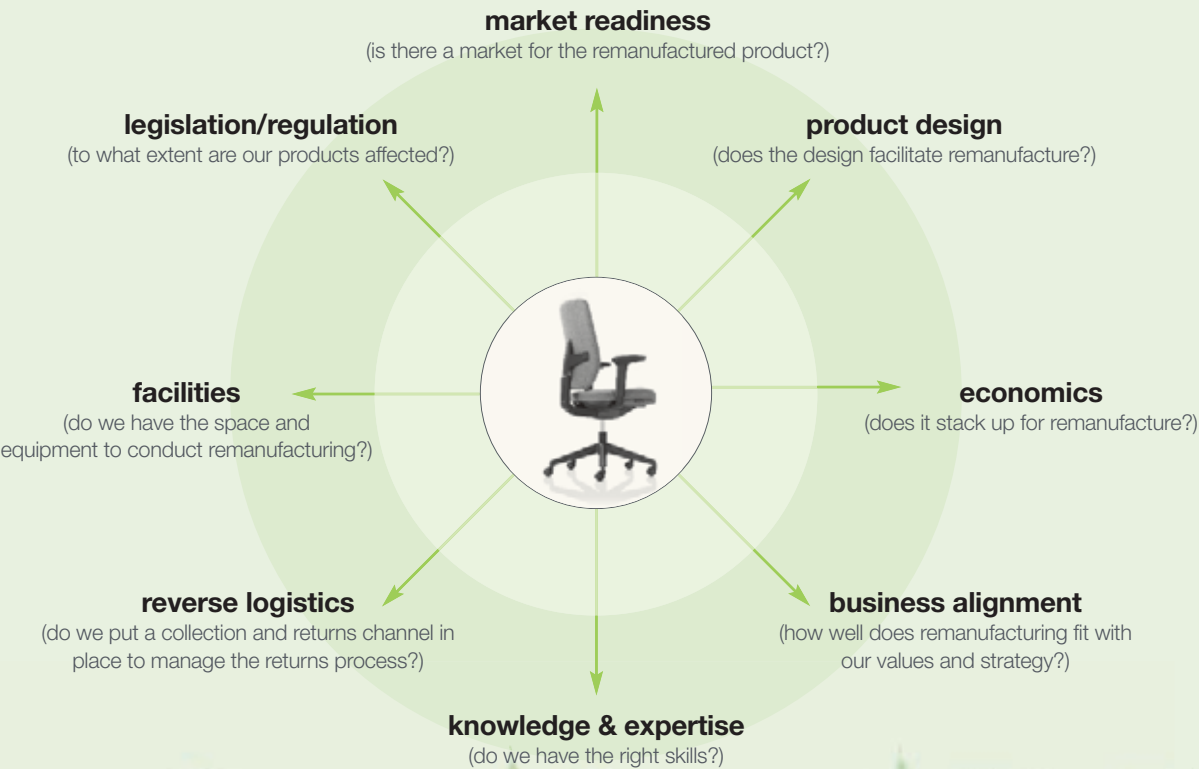 market readiness
(is there a market for the remanufactured product?)
legislation/regulation
(to what extent are our products affected?)
product design
(does the design facilitate remanufacture?)
facilities
(do we have the space and
equipment to conduct remanufacturing?)
economics
(does it stack up for remanufacture?)
reverse logistics
(do we put a collection and returns channel in
place to manage the returns process?)
business alignment
(how well does remanufacturing fit with
our values and strategy?)
knowledge & expertise
(do we have the right skills?)